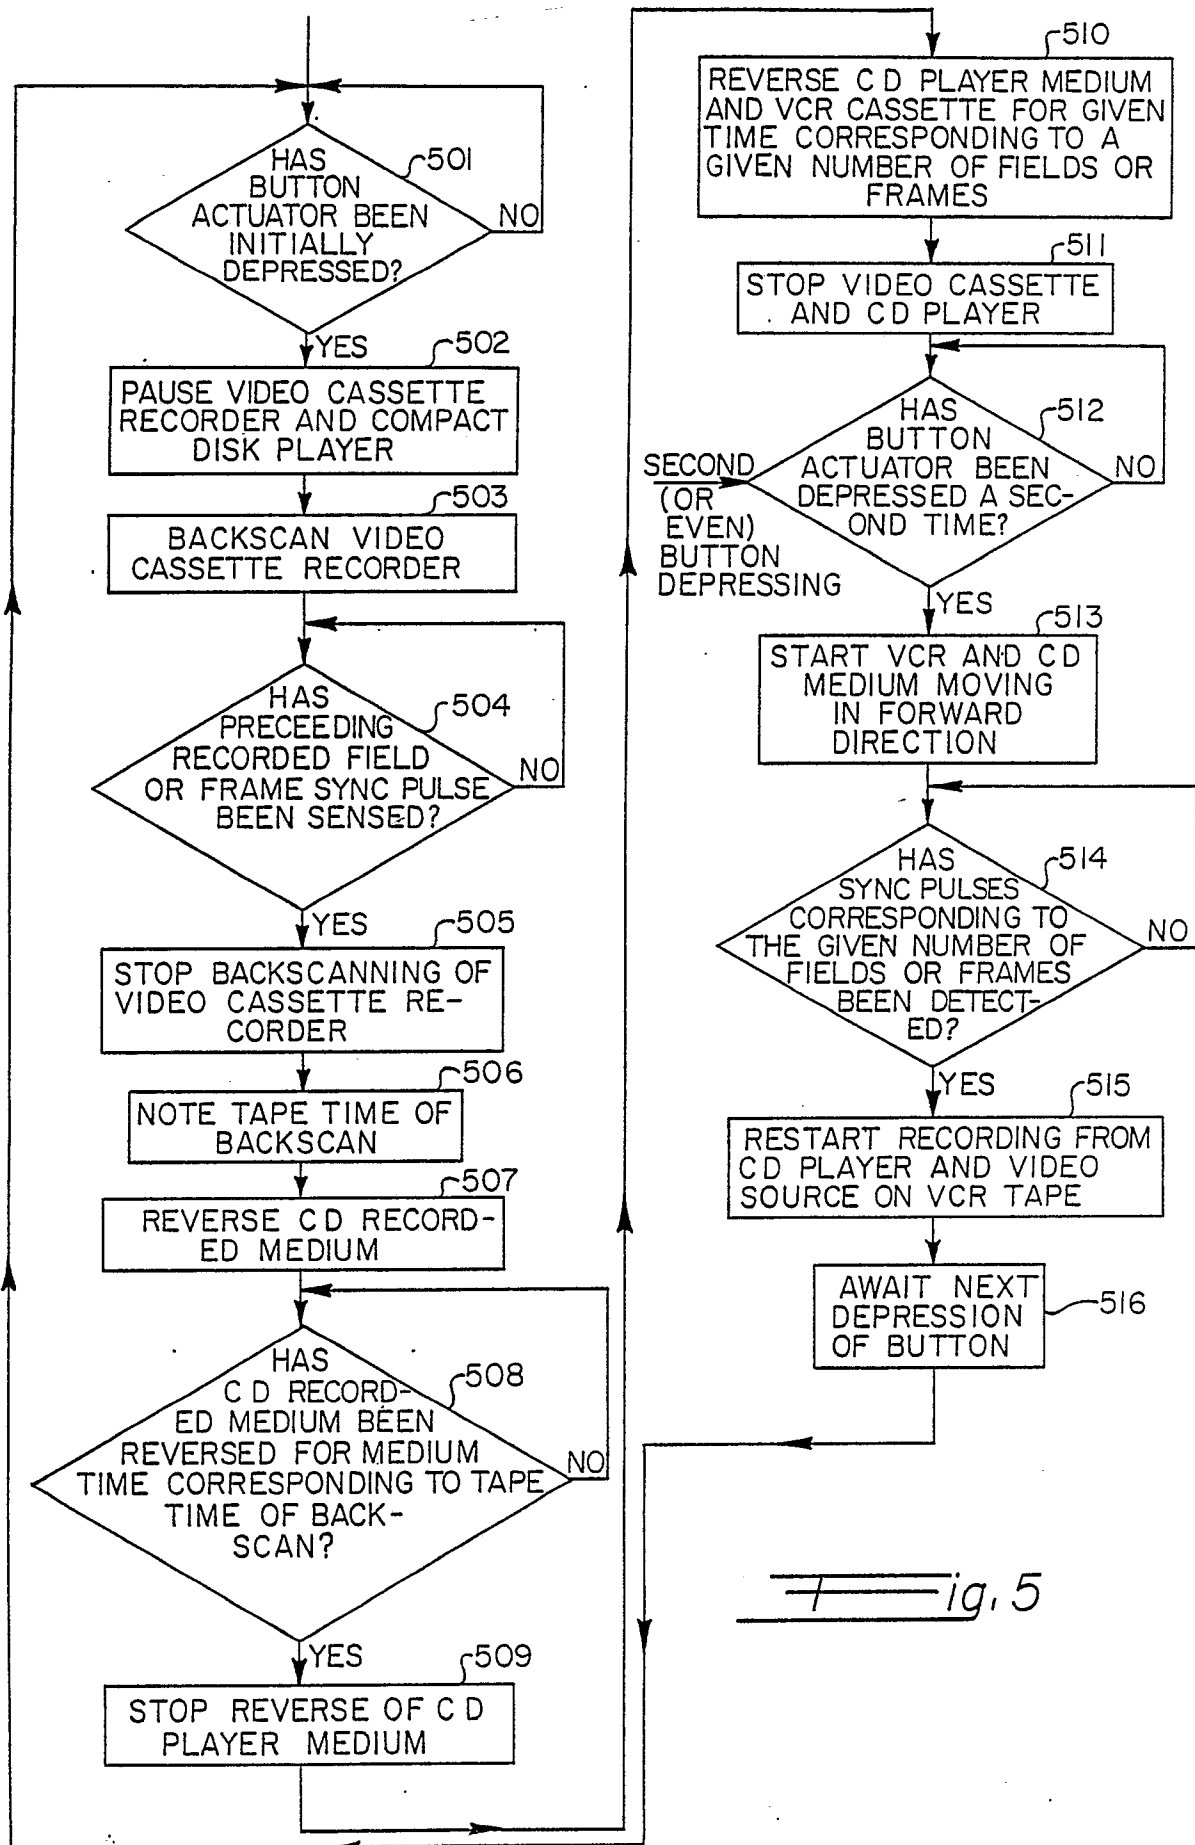 501
HAS
BUTTON
ACTUATOR BEEN
INITIALLY
DEPRESSED?
NO
YES
502
PAUSE VIDEO CASSETTE
RECORDER AND COMPACT
DISK PLAYER
503
BACKSCAN VIDEO
CASSETTE RECORDER
504
HAS
PRECEEDING
RECORDED FIELD
OR FRAME SYNC PULSE
BEEN SENSED?
NO
YES
505
STOP BACKSCANNING OF
VIDEO CASSETTE RE-
CORDER
506
NOTE TAPE TIME OF
BACKSCAN
507
REVERSE CD RECORD-
ED MEDIUM
508
HAS
CD RECORD-
ED MEDIUM BEEN
REVERSED FOR MEDIUM
TIME CORRESPONDING TO TAPE
TIME OF BACK-
SCAN?
NO
YES
509
STOP REVERSE OF CD
PLAYER MEDIUM
510
REVERSE CD PLAYER MEDIUM
AND VCR CASSETTE FOR GIVEN
TIME CORRESPONDING TO A
GIVEN NUMBER OF FIELDS OR
FRAMES
511
STOP VIDEO CASSETTE
AND CD PLAYER
512
HAS
BUTTON
ACTUATOR BEEN
DEPRESSED A SEC-
OND TIME?
NO
SECOND
(OR
EVEN)
BUTTON
DEPRESSING
YES
513
START VCR AND CD
MEDIUM MOVING
IN FORWARD
DIRECTION
514
HAS
SYNC PULSES
CORRESPONDING TO
THE GIVEN NUMBER OF
FIELDS OR FRAMES
BEEN DETECT-
ED?
NO
YES
515
RESTART RECORDING FROM
CD PLAYER AND VIDEO
SOURCE ON VCR TAPE
516
AWAIT NEXT
DEPRESSION
OF BUTTON
Fig. 5